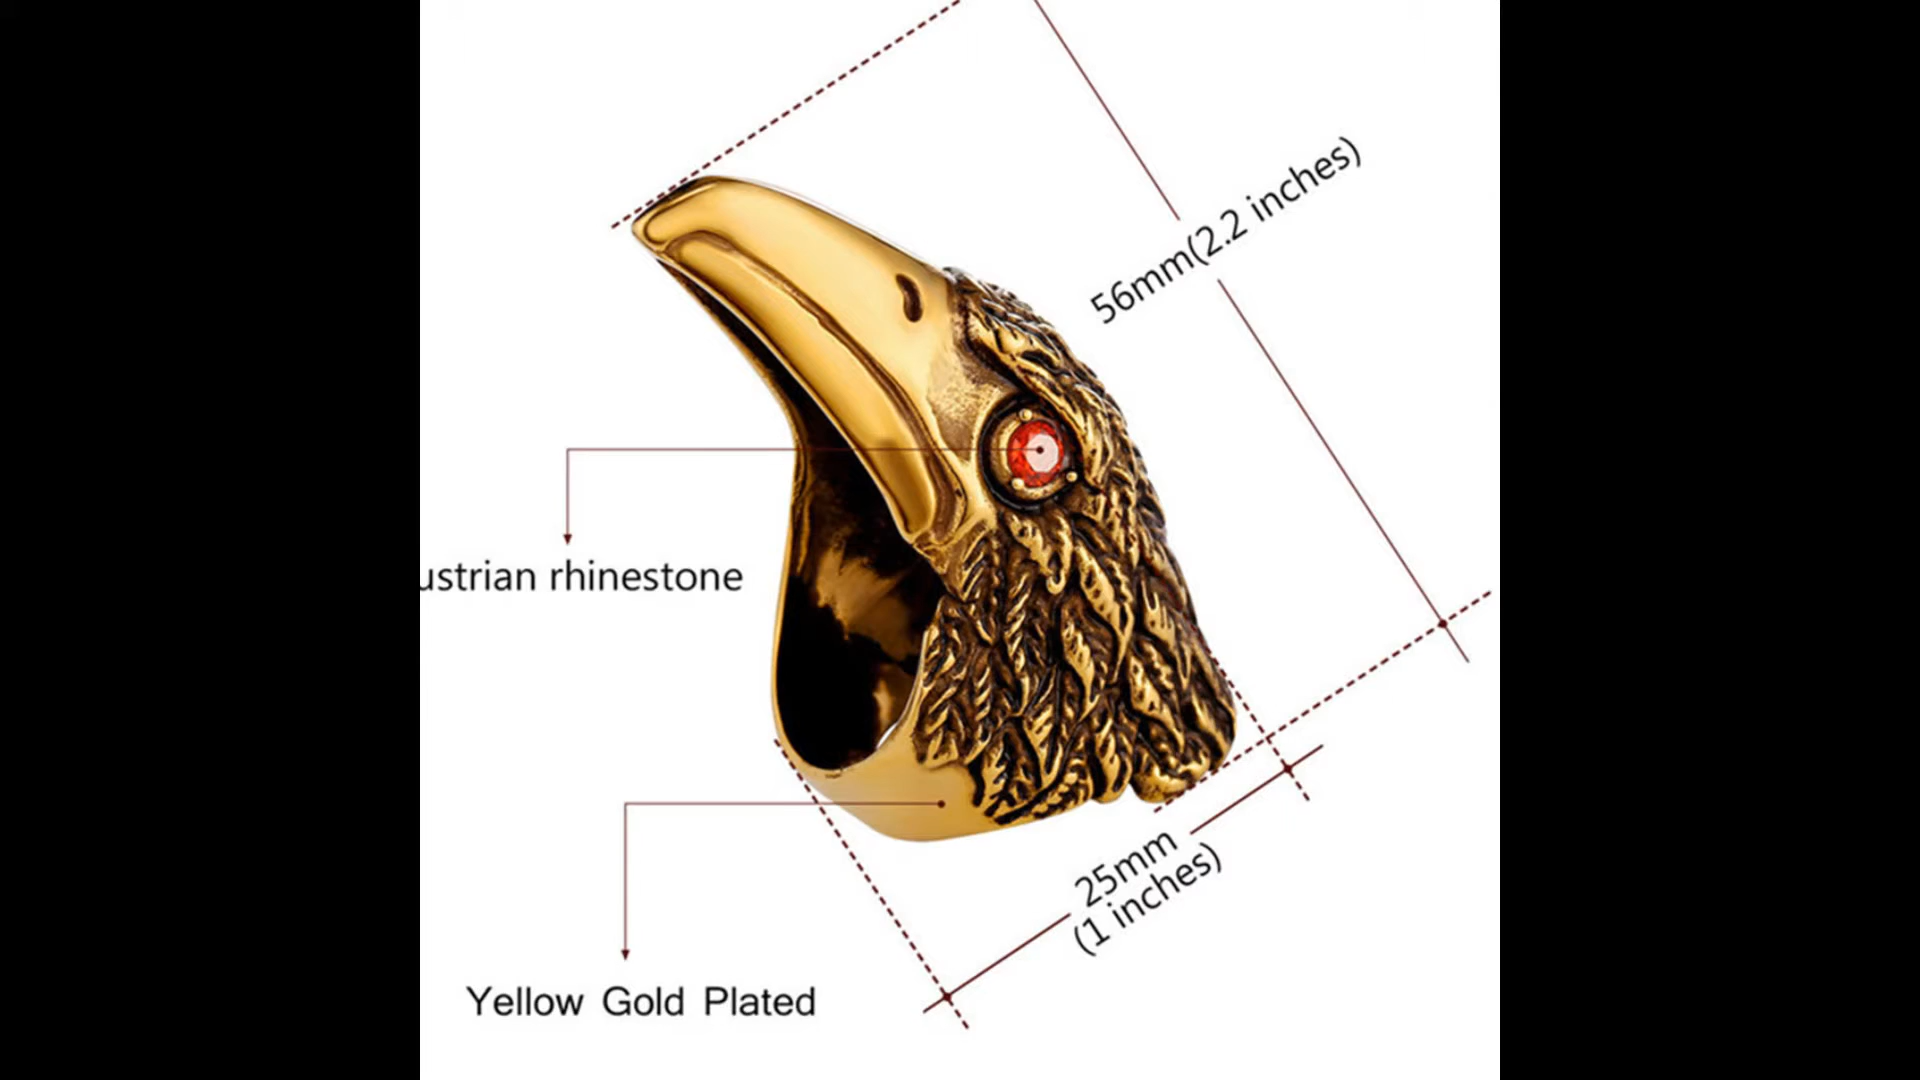 56mm(2.2 inches)
ustrian rhinestone
25mm
(1 inches)
Yellow Gold Plated